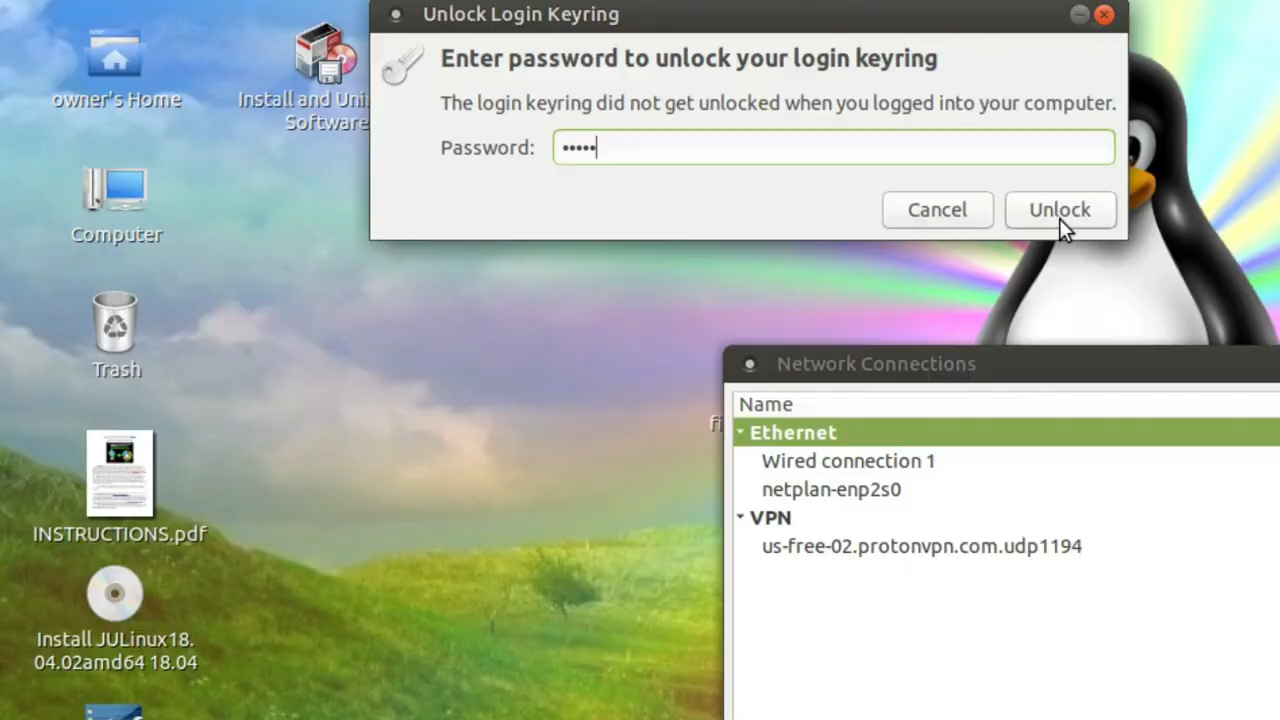 Unlock Login Keyring
Enter password to unlock your login keyring
The login keyring did not get unlocked when you logged into your computer.
Password: •••••
Cancel
Unlock
owner's Home
Install and Uni
Software
Computer
Trash
INSTRUCTIONS.pdf
Install JULinux18.
04.02amd64 18.04
fi
Network Connections
Name
Ethernet
Wired connection 1
netplan-enp2s0
VPN
us-free-02.protonvpn.com.udp1194